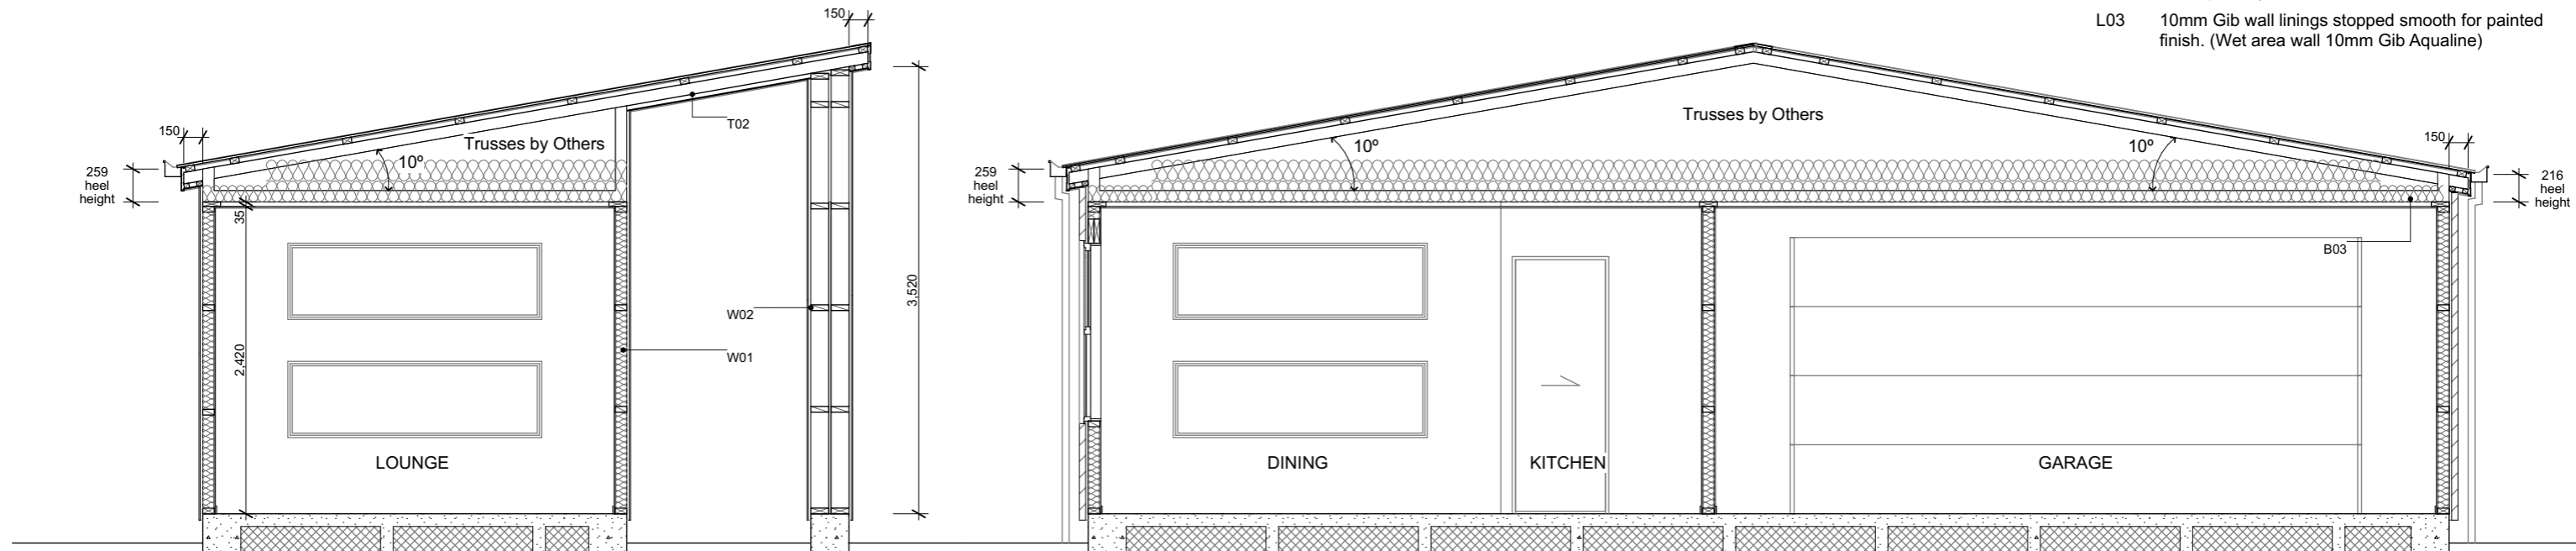 L03 10mm Gib wall linings stopped smooth for painted
finish. (Wet area wall 10mm Gib Aqualine)
150
150
259
heel
height
10º
Trusses by Others
T02
35
2,420
3,520
W02
W01
LOUNGE
259
heel
height
10º
Trusses by Others
10º
150
216
heel
height
B03
DINING
KITCHEN
GARAGE